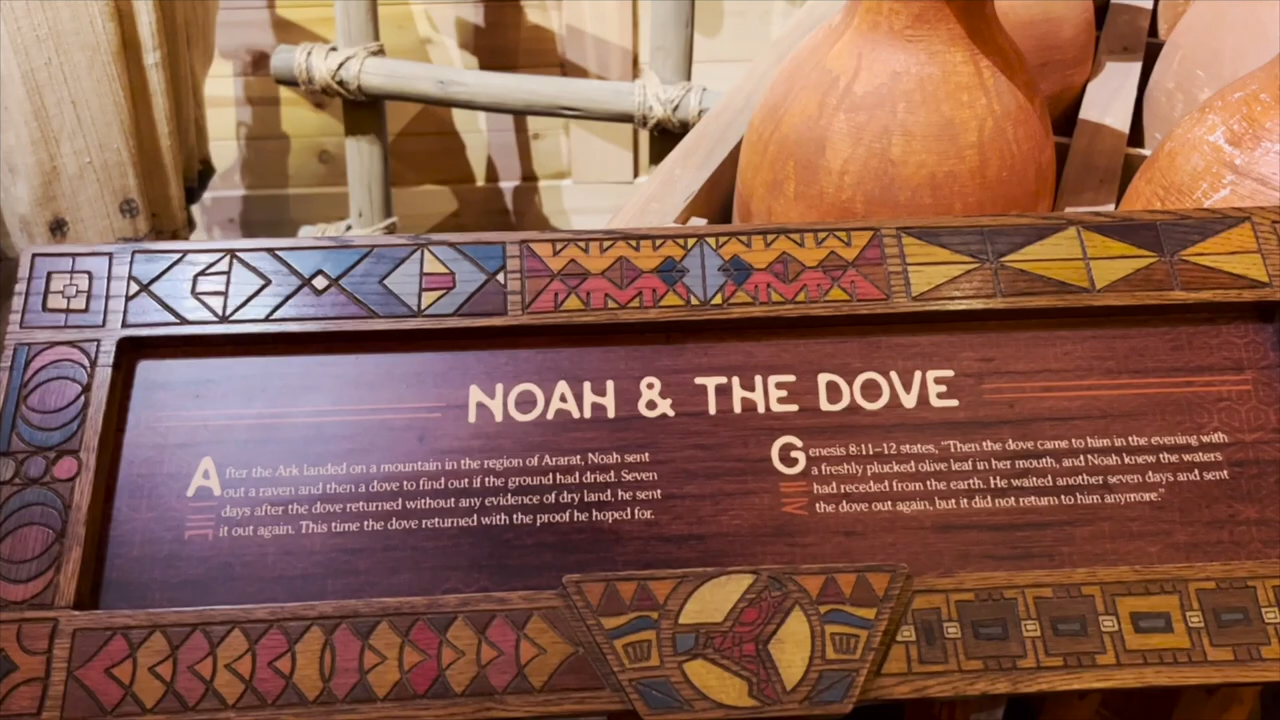 NOAH & THE DOVE
After the Ark landed on a mountain in the region of Ararat, Noah sent
out a raven and then a dove to find out if the ground had dried. Seven
days after the dove returned without any evidence of dry land, he sent
it out again. This time the dove returned with the proof he hoped for.
Genesis 8:11–12 states, “Then the dove came to him in the evening with
a freshly plucked olive leaf in her mouth, and Noah knew the waters
had receded from the earth. He waited another seven days and sent
the dove out again, but it did not return to him anymore.”